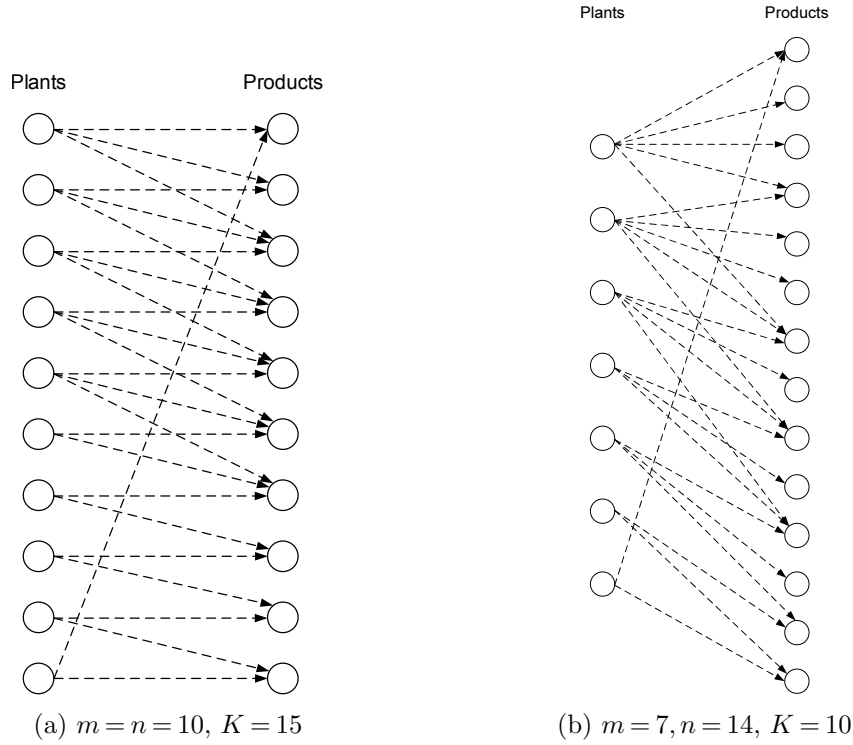 Plants Products
Plants Products
(a) m = n = 10, K = 15
(b) m = 7, n = 14, K = 10